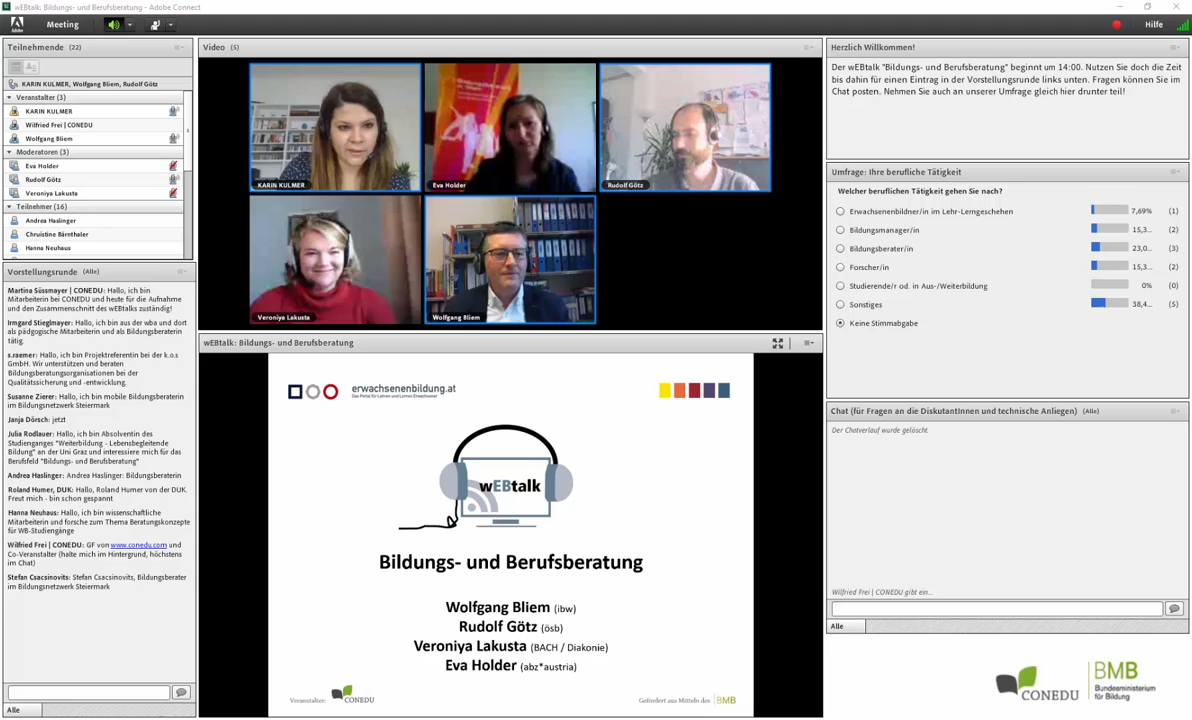 wEBtalk: Bildungs- und Berufsberatung - Adobe Connect
Adobe
Meeting
Hilfe
Teilnehmende (22)
KARIN KULMER, Wolfgang Bliem, Rudolf Götz
Veranstalter (3)
KARIN KULMER
Wilfried Frei | CONEDU
Wolfgang Bliem
Moderatoren (3)
Eva Holder
Rudolf Götz
Veroniya Lakusta
Teilnehmer (16)
Andrea Haslinger
Chruistine Bärnthaler
Hanna Neuhaus
Vorstellungsrunde (Alle)
Martina Süssmayer | CONEDU: Hallo, ich bin
Mitarbeiterin bei CONEDU und heute für die Aufnahme
und den Zusammenschnitt des wEBtalks zuständig!
Irmgard Stieglmayer: Hallo, ich bin aus der wba und dort
als pädgogische Mitarbeiterin und als Bildungsberaterin
tätig.
s.raemer: Hallo, ich bin Projektreferentin bei der k.o.s
GmbH. Wir unterstützen und beraten
Bildungsberatungsorganisationen bei der
Qualitätssicherung und -entwicklung.
Susanne Zierer: Hallo, ich bin mobile Bildungsberaterin
im Bildungsnetzwerk Steiermark
Janja Dörsch: jetzt
Julia Rodlauer: Hallo, ich bin Absolventin des
Studienganges "Weiterbildung - Lebensbegleitende
Bildung" an der Uni Graz und interessiere mich für das
Berufsfeld "Bildungs- und Berufsberatung"
Andrea Haslinger: Andrea Haslinger: Bildungsberaterin
Roland Humer, DUK: Hallo, Roland Humer von der DUK.
Freut mich - bin schon gespannt
Hanna Neuhaus: Hallo, ich bin wissenschaftliche
Mitarbeiterin und forsche zum Thema Beratungskonzepte
für WB-Studiengänge
Wilfried Frei | CONEDU: GF von www.conedu.com und
Co-Veranstalter (halte mich im Hintergrund, höchstens
im Chat)
Stefan Csacsinovits: Stefan Csacsinovits, Bildungsberater
im Bildungsnetzwerk Steiermark
Alle
Video (5)
KARIN KULMER
Eva Holder
Rudolf Götz
Veroniya Lakusta
Wolfgang Bliem
wEBtalk: Bildungs- und Berufsberatung
erwachsenenbildung.at
Das Portal für Lehren und Lernen Erwachsener
wEBtalk
Bildungs- und Berufsberatung
Wolfgang Bliem (ibw)
Rudolf Götz (ösb)
Veroniya Lakusta (BACH / Diakonie)
Eva Holder (abz*austria)
Veranstalter:
CONEDU
Gefördert aus Mitteln des
BMB
Herzlich Willkommen!
Der wEBtalk "Bildungs- und Berufsberatung" beginnt um 14:00. Nutzen Sie doch die Zeit
bis dahin für einen Eintrag in der Vorstellungsrunde links unten. Fragen können Sie im
Chat posten. Nehmen Sie auch an unserer Umfrage gleich hier drunter teil!
Umfrage: Ihre berufliche Tätigkeit
Welcher beruflichen Tätigkeit gehen Sie nach?
Erwachsenenbildner/in im Lehr-Lerngeschehen 7,69% (1)
Bildungsmanager/in 15,3... (2)
Bildungsberater/in 23,0... (3)
Forscher/in 15,3... (2)
Studierende/r od. in Aus-/Weiterbildung 0% (0)
Sonstiges 38,4... (5)
Keine Stimmabgabe
Chat (für Fragen an die DiskutantInnen und technische Anliegen) (Alle)
Der Chatverlauf wurde gelöscht.
Wilfried Frei | CONEDU gibt ein...
Alle
CONEDU
BMB
Bundesministerium
für Bildung